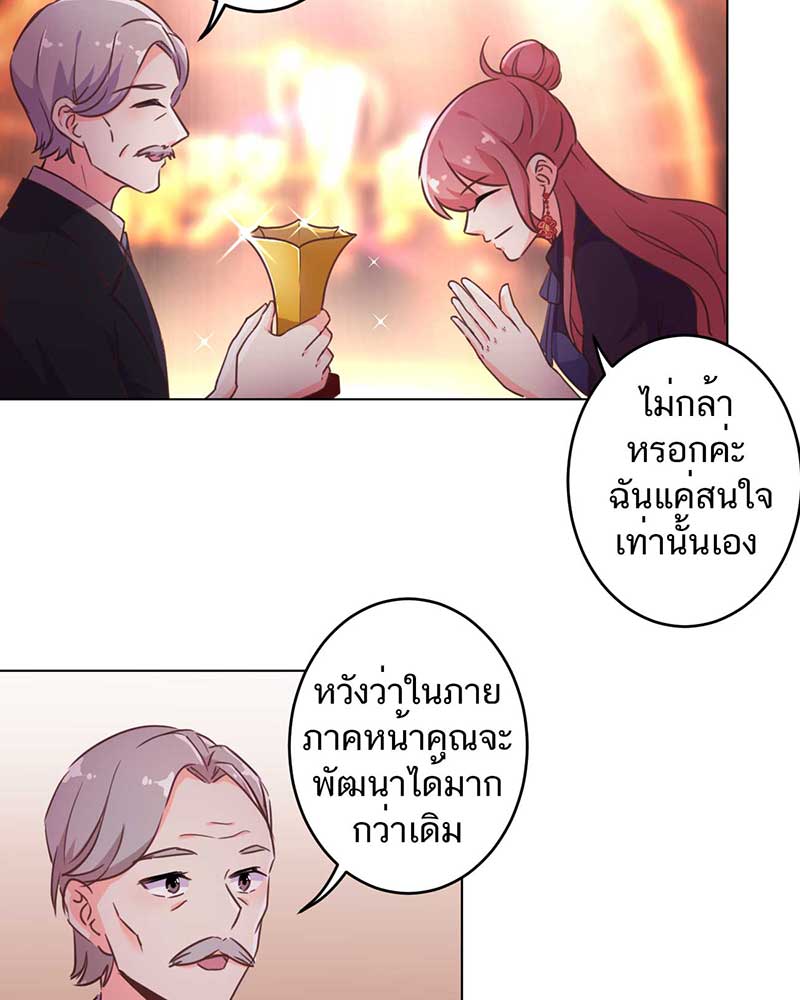 ไม่กล้า
หรอกค่ะ
ฉันแค่สนใจ
เท่านั้นเอง
หวังว่าในภาย
ภาคหน้าคุณจะ
พัฒนาได้มาก
กว่าเดิม